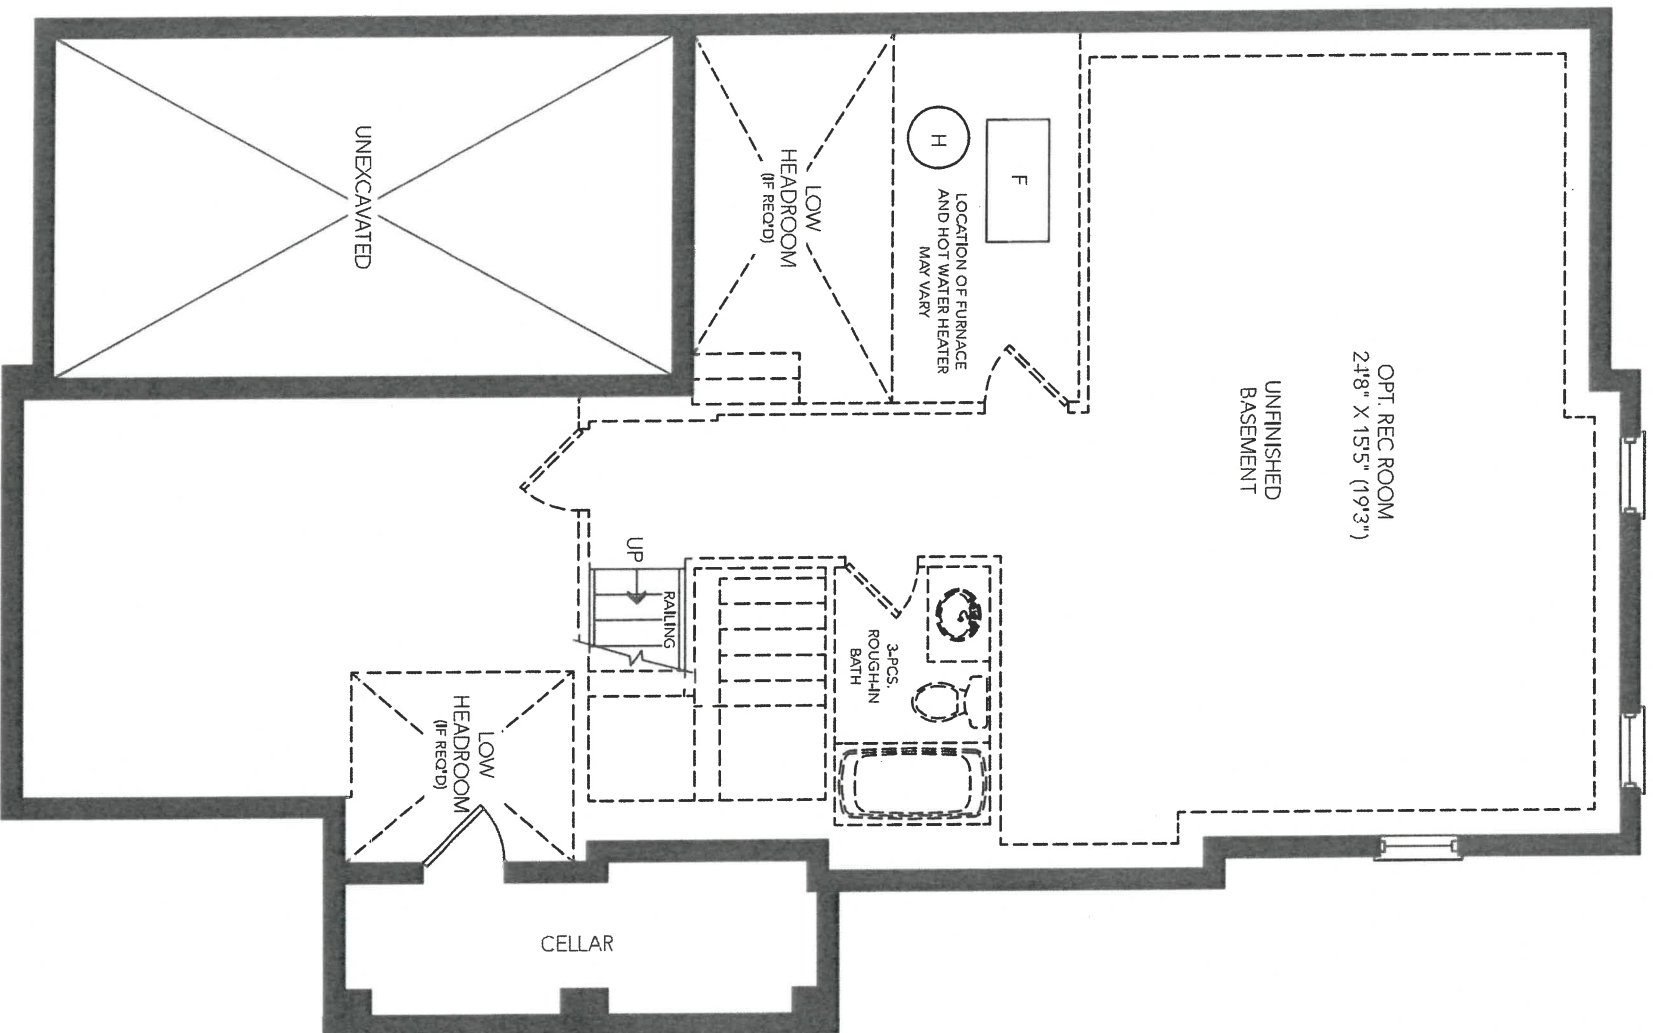 UNEXCAVATED
LOW
HEADROOM
(IF REQ'D)
H
F
LOCATION OF FURNACE
AND HOT WATER HEATER
MAY VARY
OPT. REC ROOM
24'8" X 15'5" (19'3")
UNFINISHED
BASEMENT
UP
RAILING
3-PCS.
ROUGH-IN
BATH
LOW
HEADROOM
(IF REQ'D)
CELLAR